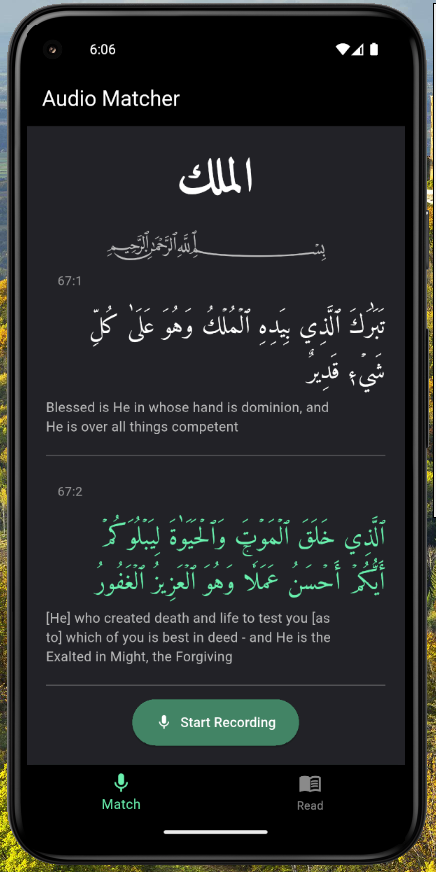 6:06
Audio Matcher
الملك
بِسْمِ ٱللَّهِ ٱلرَّحْمَٰنِ ٱلرَّحِيمِ
67:1
تَبَٰرَكَ ٱلَّذِي بِيَدِهِ ٱلۡمُلۡكُ وَهُوَ عَلَىٰ كُلِّ
شَيۡءٖ قَدِيرٌ
Blessed is He in whose hand is dominion, and
He is over all things competent
67:2
ٱلَّذِي خَلَقَ ٱلۡمَوۡتَ وَٱلۡحَيَوٰةَ لِيَبۡلُوَكُمۡ
أَيُّكُمۡ أَحۡسَنُ عَمَلٗاۚ وَهُوَ ٱلۡعَزِيزُ ٱلۡغَفُورُ
[He] who created death and life to test you [as
to] which of you is best in deed - and He is the
Exalted in Might, the Forgiving
Start Recording
Match
Read